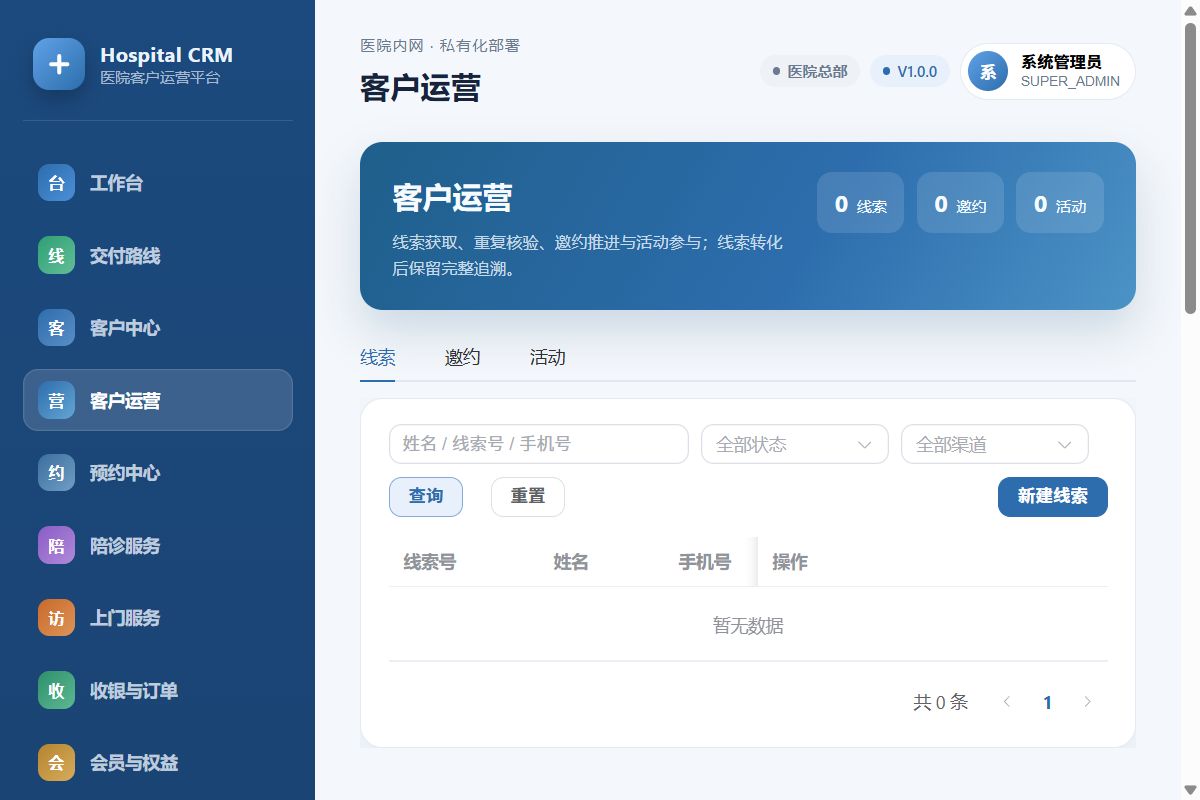 Hospital CRM
医院客户运营平台
台 工作台
线 交付路线
客 客户中心
营 客户运营
约 预约中心
陪 陪诊服务
访 上门服务
收 收银与订单
会 会员与权益
医院内网 · 私有化部署
客户运营
医院总部
V1.0.0
系
系统管理员
SUPER_ADMIN
客户运营
线索获取、重复核验、邀约推进与活动参与；线索转化
后保留完整追溯。
0 线索
0 邀约
0 活动
线索 邀约 活动
姓名 / 线索号 / 手机号 全部状态 全部渠道
查询 重置 新建线索
线索号 姓名 手机号 操作
暂无数据
共 0 条 1